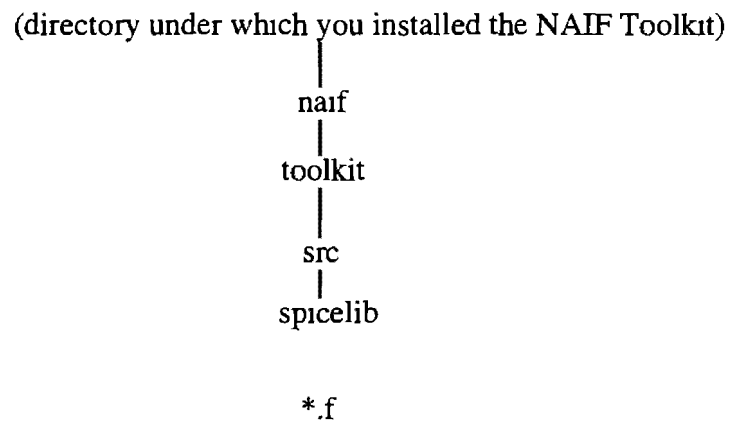 (directory under which you installed the NAIF Toolkit)
naif
toolkit
src
spicelib
*.f